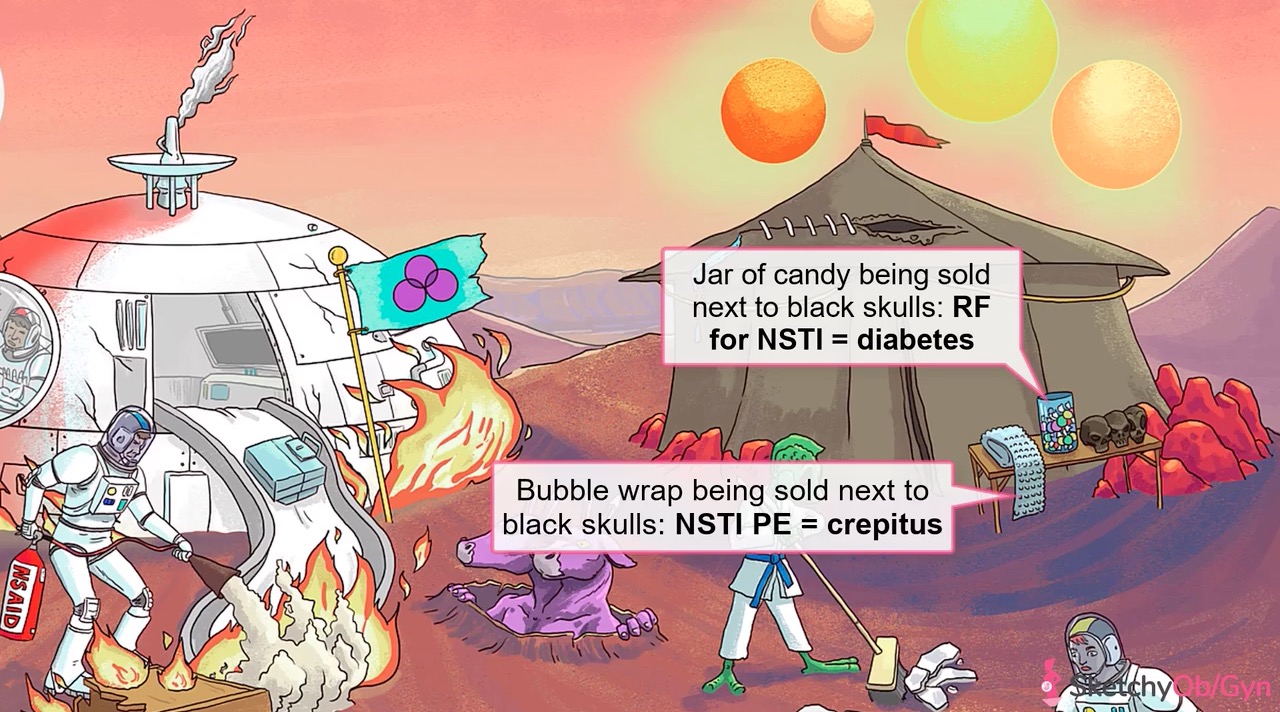 Jar of candy being sold
next to black skulls: RF
for NSTI = diabetes
Bubble wrap being sold next to
black skulls: NSTI PE = crepitus
NSAID
SketchyOb/Gyn